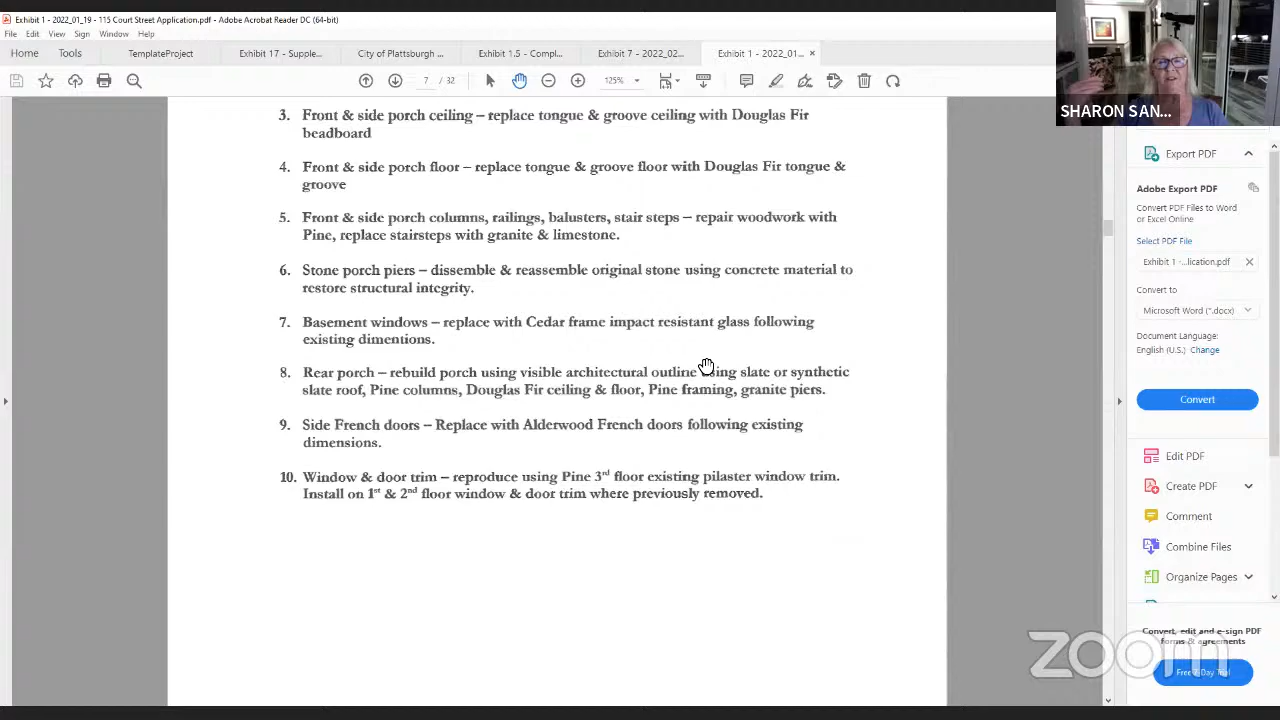 Exhibit 1 - 2022_01_19 - 115 Court Street Application.pdf - Adobe Acrobat Reader DC (64-bit)
File Edit View Sign Window Help
Home Tools TemplateProject Exhibit 17 - Supple... City of Plattsburgh ... Exhibit 1.5 - Compl... Exhibit 7 - 2022_02... Exhibit 1 - 2022_01... ×
7 / 32 125%
SHARON SAN...
3. Front & side porch ceiling – replace tongue & groove ceiling with Douglas Fir
beadboard
4. Front & side porch floor – replace tongue & groove floor with Douglas Fir tongue &
groove
5. Front & side porch columns, railings, balusters, stair steps – repair woodwork with
Pine, replace stairsteps with granite & limestone.
6. Stone porch piers – dissemble & reassemble original stone using concrete material to
restore structural integrity.
7. Basement windows – replace with Cedar frame impact resistant glass following
existing dimentions.
8. Rear porch – rebuild porch using visible architectural outline using slate or synthetic
slate roof, Pine columns, Douglas Fir ceiling & floor, Pine framing, granite piers.
9. Side French doors – Replace with Alderwood French doors following existing
dimensions.
10. Window & door trim – reproduce using Pine 3rd floor existing pilaster window trim.
Install on 1st & 2nd floor window & door trim where previously removed.
Export PDF
Adobe Export PDF
Convert PDF Files to Word
or Excel Online
Select PDF File
Exhibit 1 -...lication.pdf ×
Convert to
Microsoft Word (*.docx)
Document Language:
English (U.S.) Change
Convert
Edit PDF
Create PDF
Comment
Combine Files
Organize Pages
Convert, edit and e-sign PDF
forms & agreements
Free 7-Day Trial
zoom